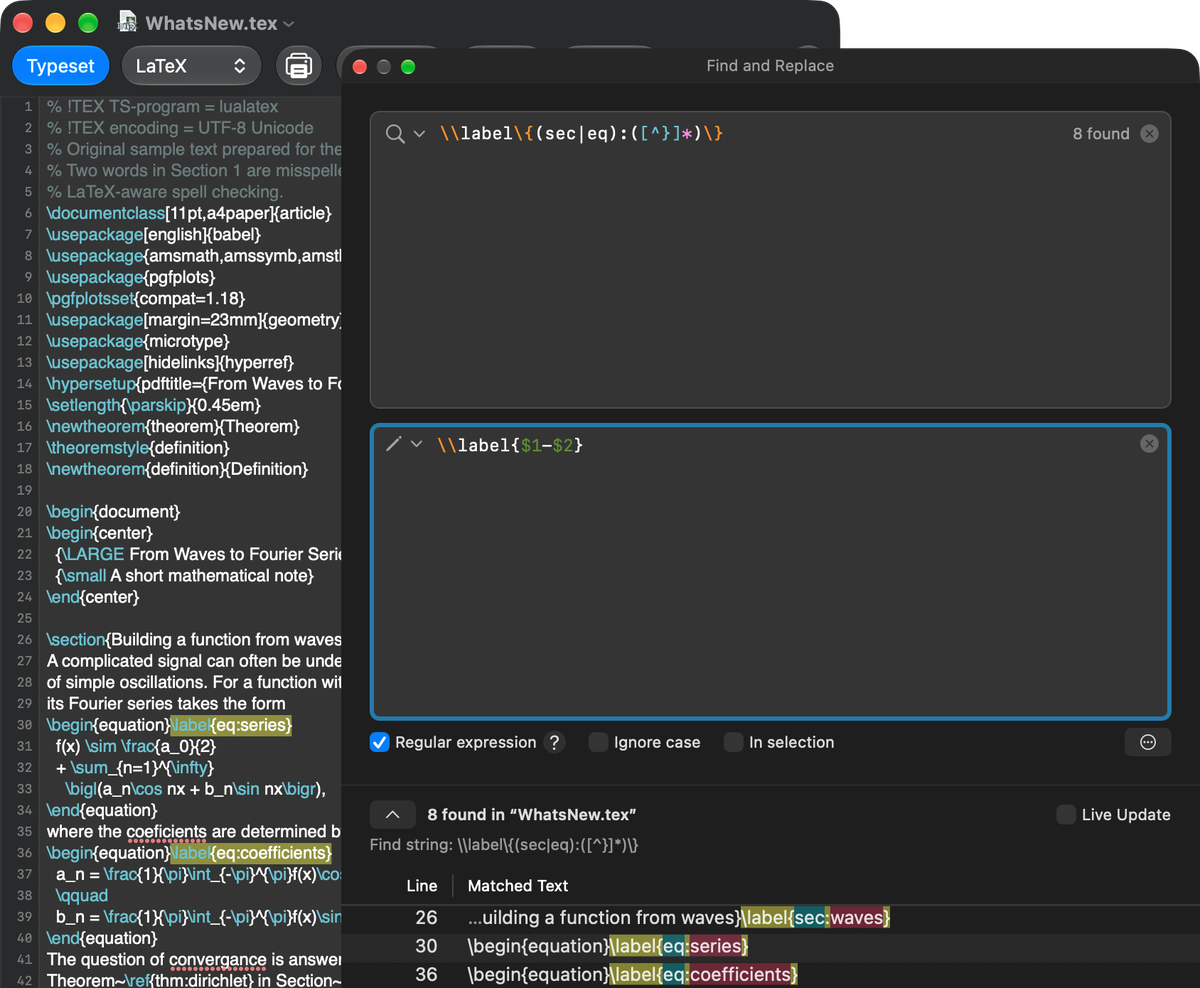 WhatsNew.tex
Typeset
LaTeX
Find and Replace
1 % !TEX TS-program = lualatex
2 % !TEX encoding = UTF-8 Unicode
3 % Original sample text prepared for the
4 % Two words in Section 1 are misspelle
5 % LaTeX-aware spell checking.
6 \documentclass[11pt,a4paper]{article}
7 \usepackage[english]{babel}
8 \usepackage{amsmath,amssymb,amst
9 \usepackage{pgfplots}
10 \pgfplotsset{compat=1.18}
11 \usepackage[margin=23mm]{geometry}
12 \usepackage{microtype}
13 \usepackage[hidelinks]{hyperref}
14 \hypersetup{pdftitle={From Waves to Fo
15 \setlength{\parskip}{0.45em}
16 \newtheorem{theorem}{Theorem}
17 \theoremstyle{definition}
18 \newtheorem{definition}{Definition}
19
20 \begin{document}
21 \begin{center}
22 {\LARGE From Waves to Fourier Serie
23 {\small A short mathematical note}
24 \end{center}
25
26 \section{Building a function from waves
27 A complicated signal can often be unde
28 of simple oscillations. For a function wit
29 its Fourier series takes the form
30 \begin{equation}\label{eq:series}
31 f(x) \sim \frac{a_0}{2}
32 + \sum_{n=1}^{\infty}
33 \bigl(a_n\cos nx + b_n\sin nx\bigr),
34 \end{equation}
35 where the coeficients are determined b
36 \begin{equation}\label{eq:coefficients}
37 a_n = \frac{1}{\pi}\int_{-\pi}^{\pi}f(x)\cos
38 \qquad
39 b_n = \frac{1}{\pi}\int_{-\pi}^{\pi}f(x)\sin
40 \end{equation}
41 The question of convergance is answer
42 Theorem~\ref{thm:dirichlet} in Section~
\\label\{(sec|eq):([^}]*)\}
8 found
\\label{$1-$2}
Regular expression ? Ignore case In selection
8 found in “WhatsNew.tex”
Live Update
Find string: \\label\{(sec|eq):([^}]*)\}
Line Matched Text
26 …uilding a function from waves}\label{sec:waves}
30 \begin{equation}\label{eq:series}
36 \begin{equation}\label{eq:coefficients}